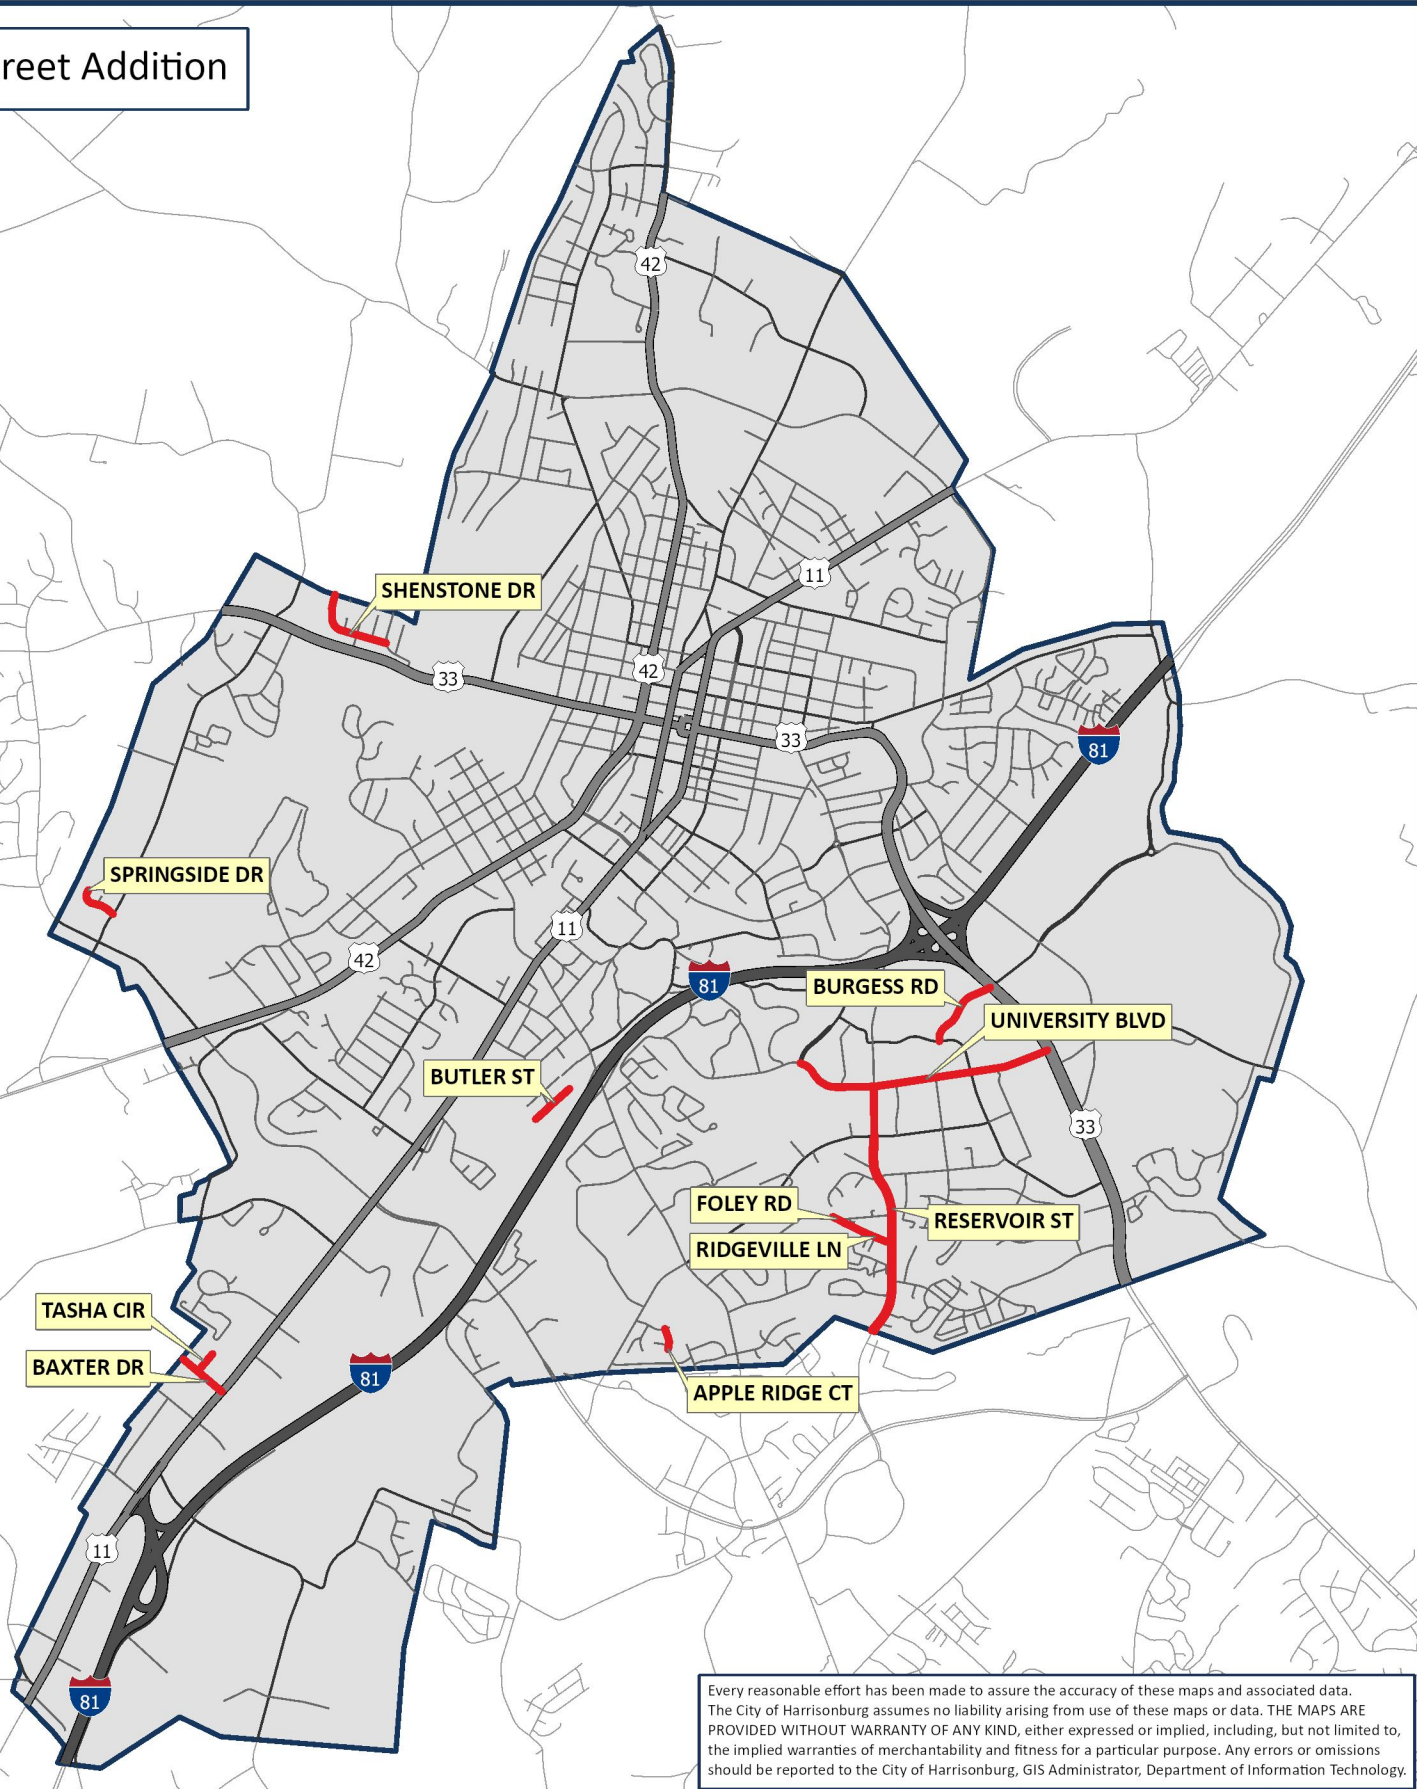 reet Addition
42
11
SHENSTONE DR
42
33
33
81
SPRINGSIDE DR
11
42
81
BURGESS RD
UNIVERSITY BLVD
BUTLER ST
33
FOLEY RD
RESERVOIR ST
RIDGEVILLE LN
TASHA CIR
BAXTER DR
81
APPLE RIDGE CT
11
81
Every reasonable effort has been made to assure the accuracy of these maps and associated data.
The City of Harrisonburg assumes no liability arising from use of these maps or data. THE MAPS ARE
PROVIDED WITHOUT WARRANTY OF ANY KIND, either expressed or implied, including, but not limited to,
the implied warranties of merchantability and fitness for a particular purpose. Any errors or omissions
should be reported to the City of Harrisonburg, GIS Administrator, Department of Information Technology.